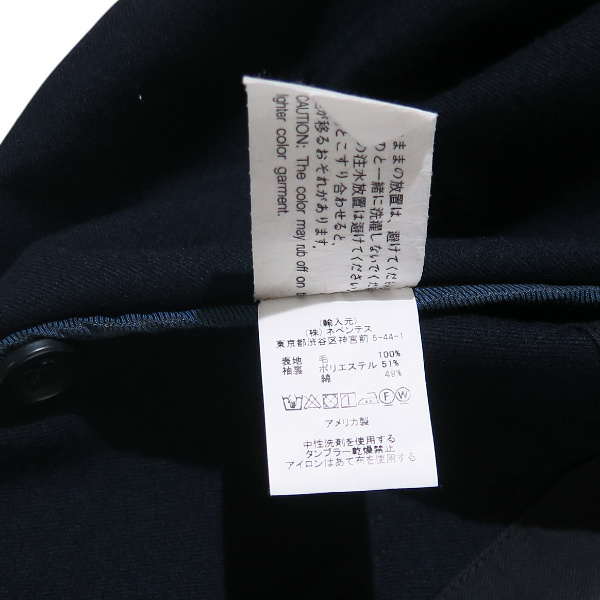 ままの放置は、避けてくだ
りと一緒に洗濯しないでくだ
の注水放置は避けてください
とこすり合わせると、
が移るおそれがあります。
CAUTION: The color may rub off on
lighter color garment.
(輸入元)
(株) ネペンテス
東京都渋谷区神宮前 5-44-1
表地 毛 100%
袖裏 ポリエステル 51%
綿 49%
F W
アメリカ製
中性洗剤を使用する
タンブラー乾燥禁止
アイロンはあて布を使用する